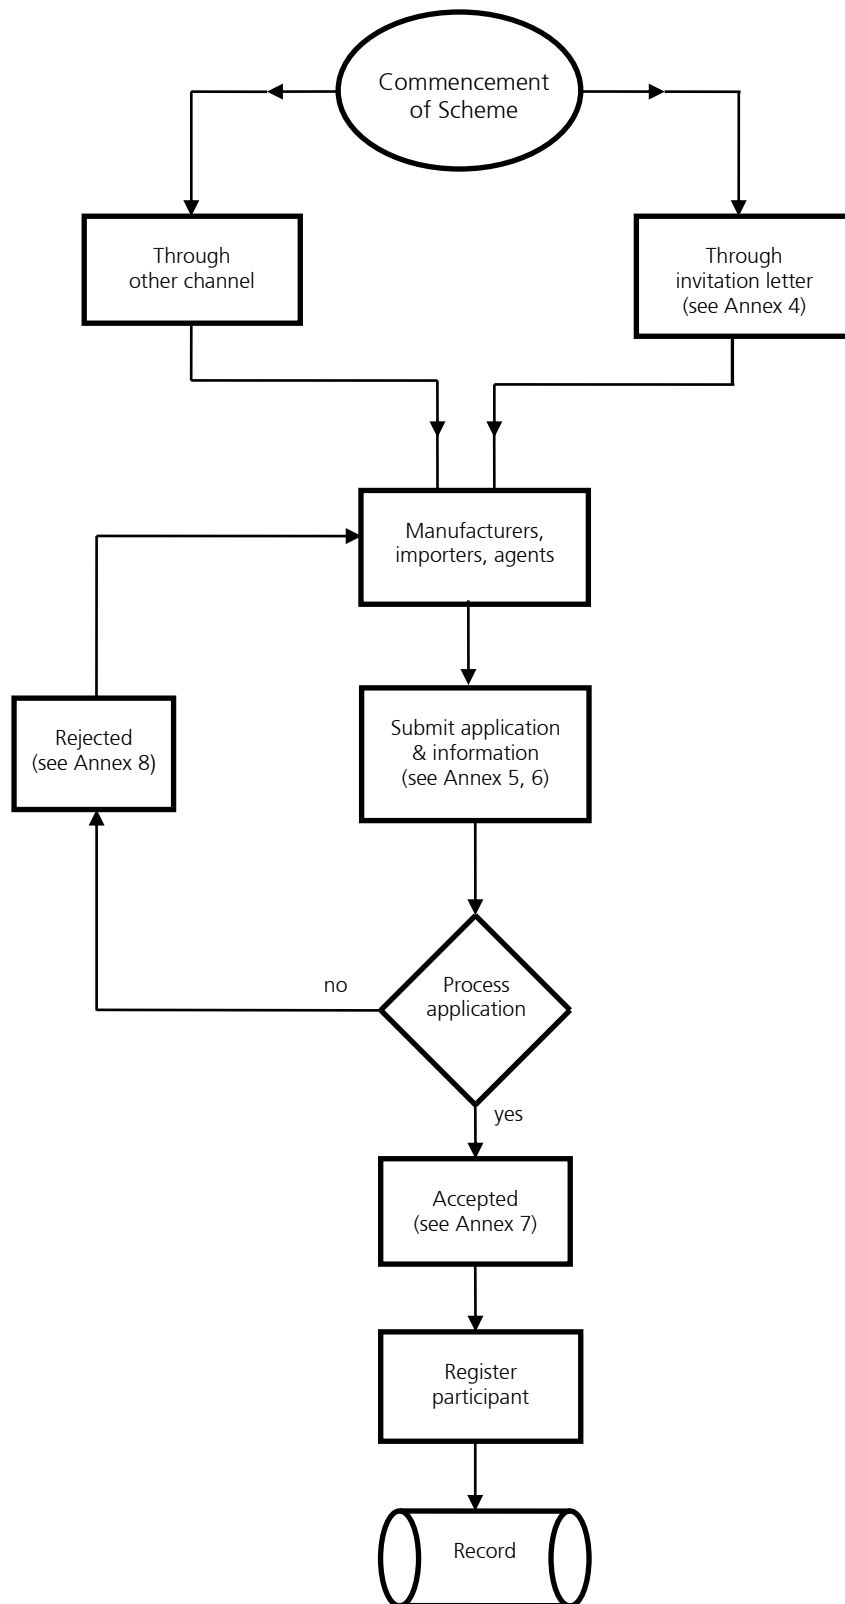 Commencement
of Scheme
Through
other channel
Through
invitation letter
(see Annex 4)
Manufacturers,
importers, agents
Rejected
(see Annex 8)
Submit application
& information
(see Annex 5, 6)
no
Process
application
yes
Accepted
(see Annex 7)
Register
participant
Record